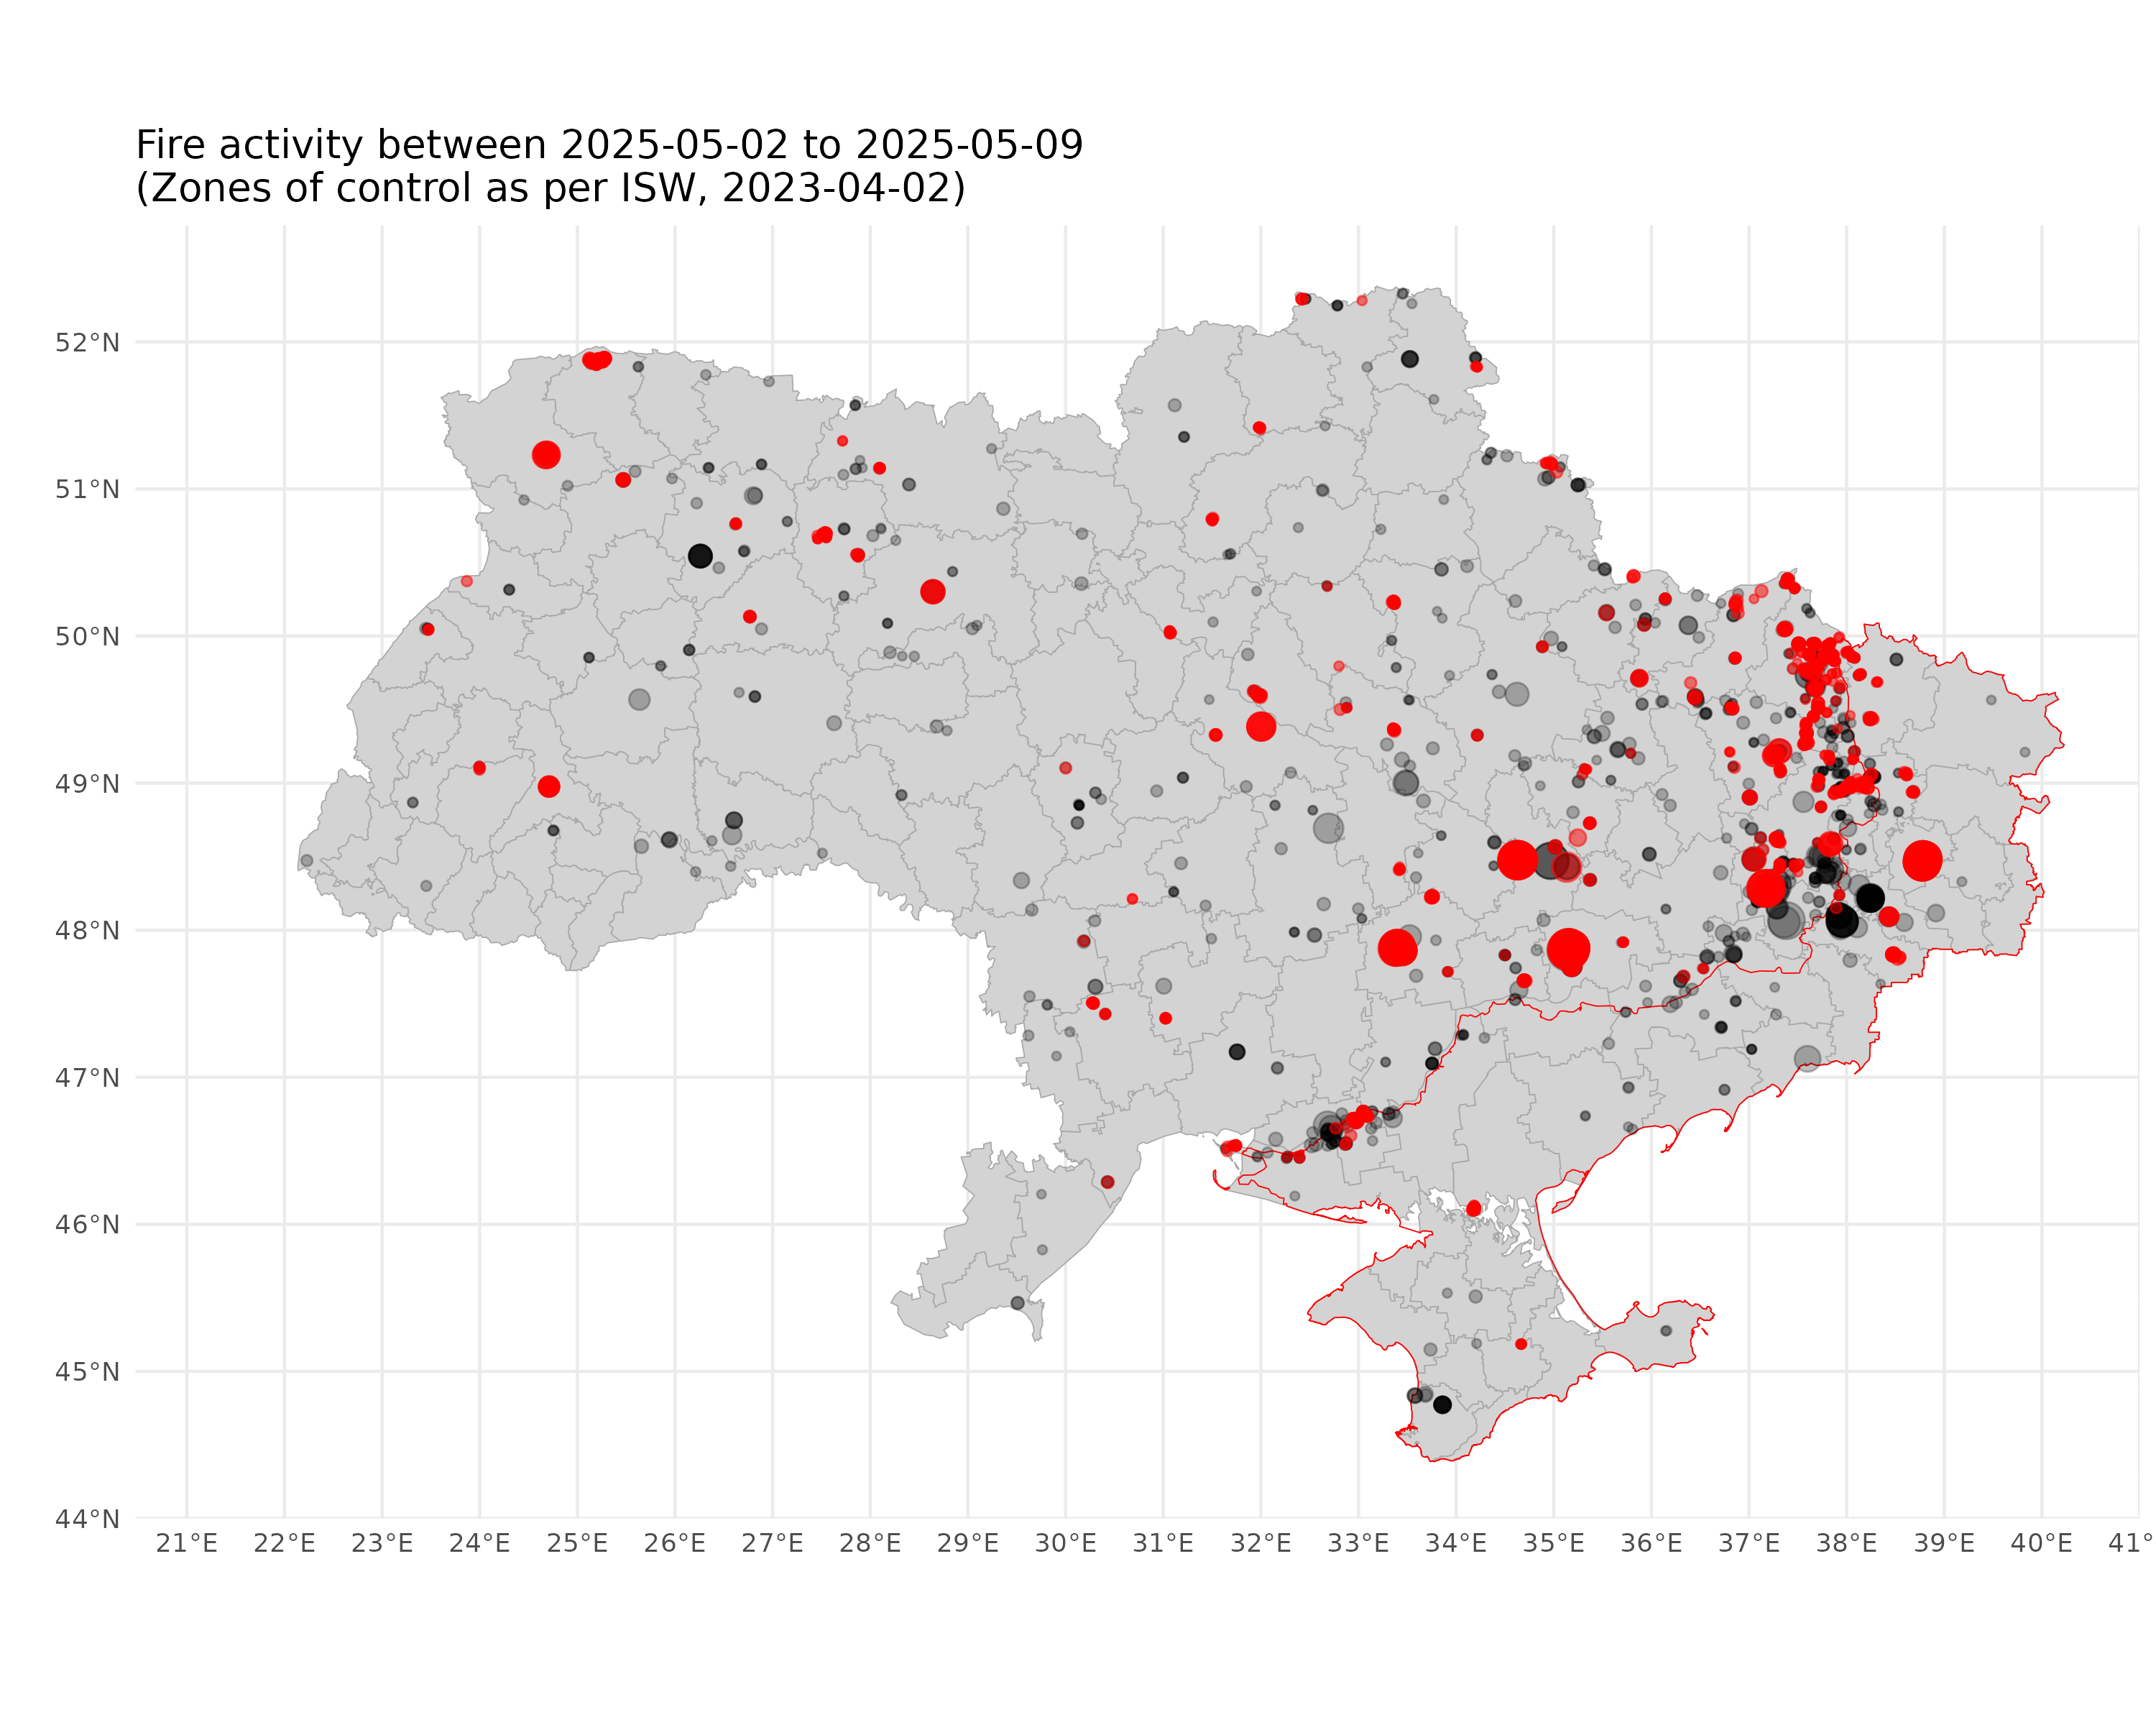 Fire activity between 2025-05-02 to 2025-05-09
(Zones of control as per ISW, 2023-04-02)
52°N
51°N
50°N
49°N
48°N
47°N
46°N
45°N
44°N
21°E 22°E 23°E 24°E 25°E 26°E 27°E 28°E 29°E 30°E 31°E 32°E 33°E 34°E 35°E 36°E 37°E 38°E 39°E 40°E 41°